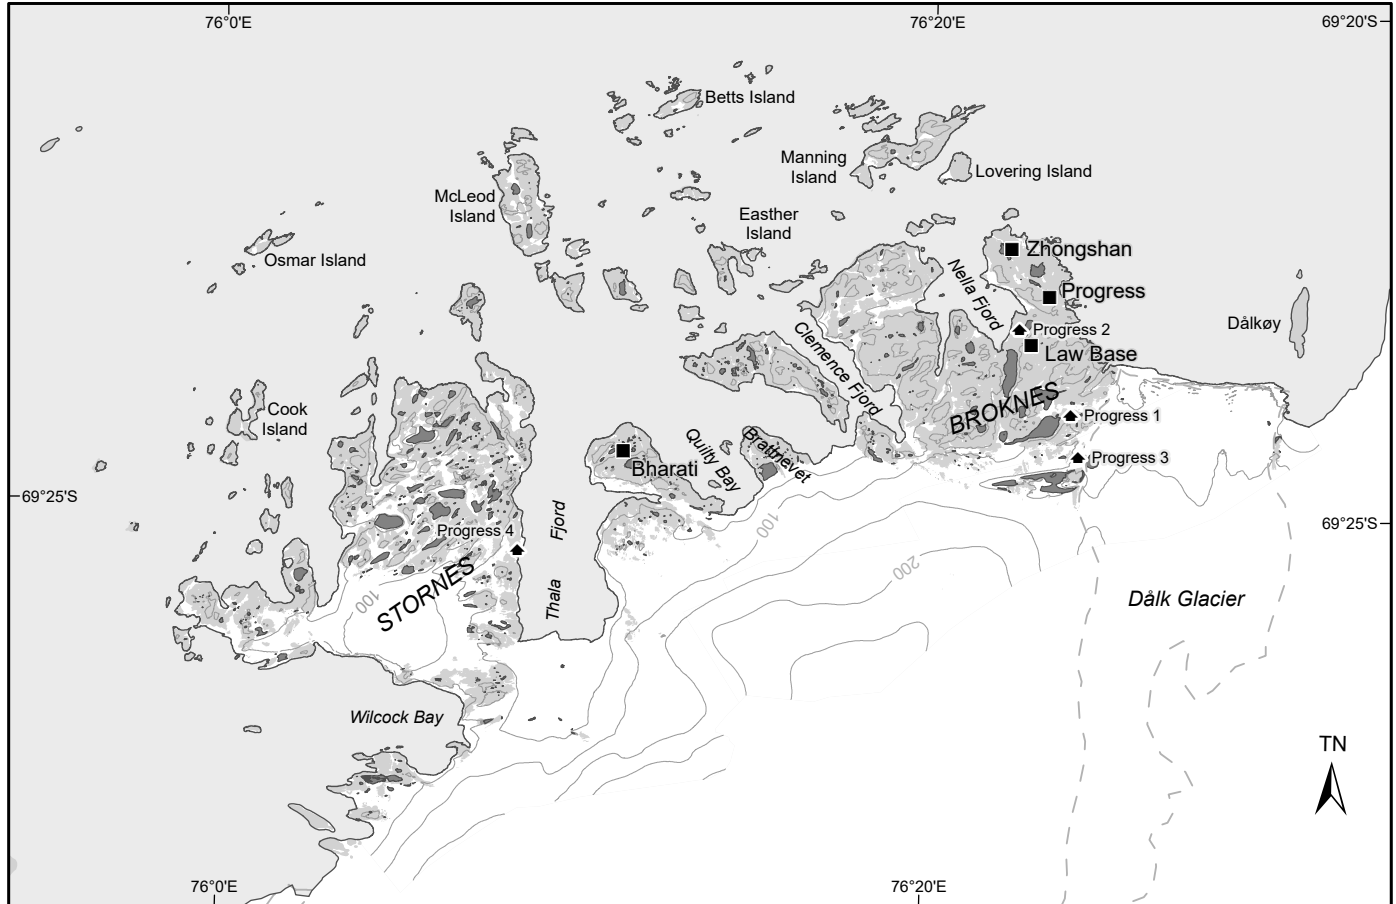 76°0'E
76°20'E
69°20'S
Betts Island
Manning
Island
Lovering Island
McLeod
Island
Easther
Island
Osmar Island
Zhongshan
Nella Fjord
Progress
Dålkøy
Progress 2
Law Base
Clemence Fjord
BROKNES
Cook
Island
Progress 1
Quilty Bay
Brattnevet
Bharati
Progress 3
69°25'S
100
69°25'S
Progress 4
Fjord
200
STORNES
100
Thala
Dålk Glacier
Wilcock Bay
TN
76°0'E
76°20'E